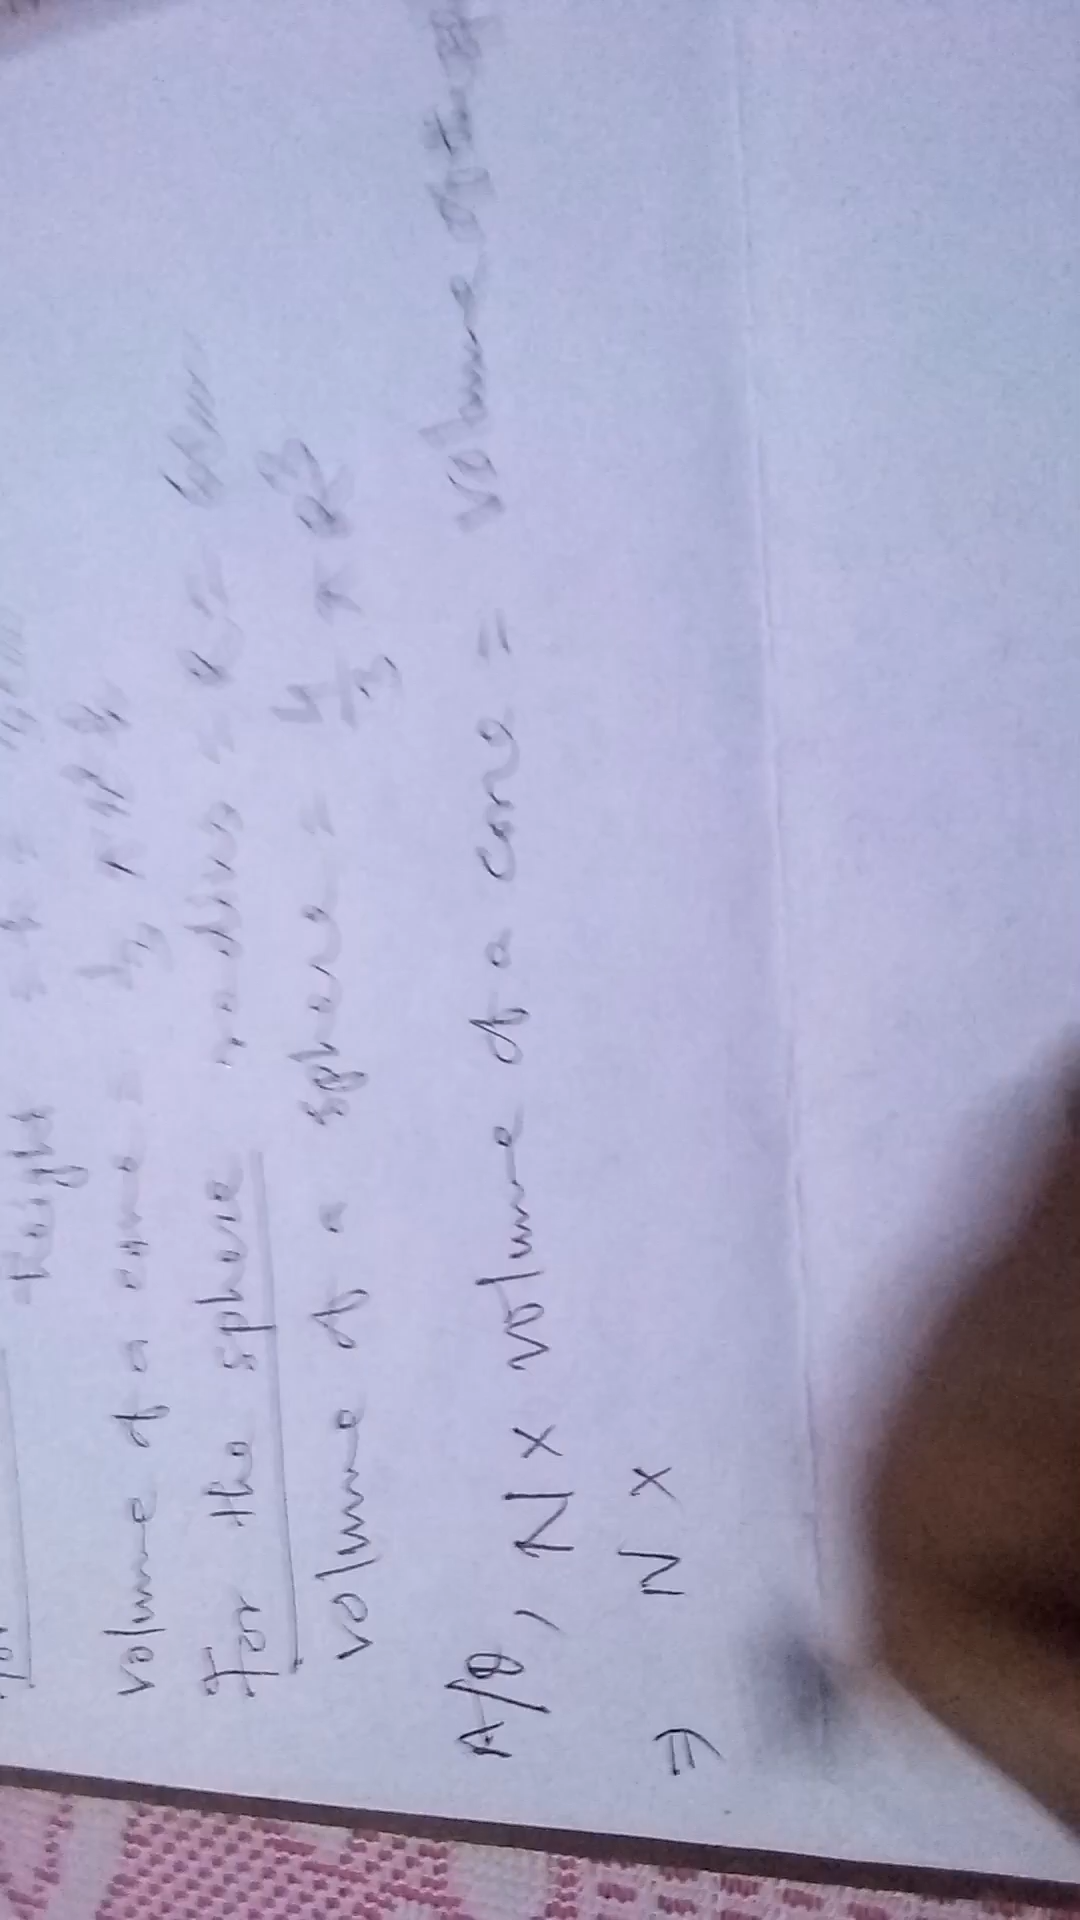 Height = h =
volume of a cone = 1/3 πr²h
For the sphere radius = R =
volume of a sphere = 4/3 π R³
A/Q, N × volume of a cone = volume of
⇒ N ×